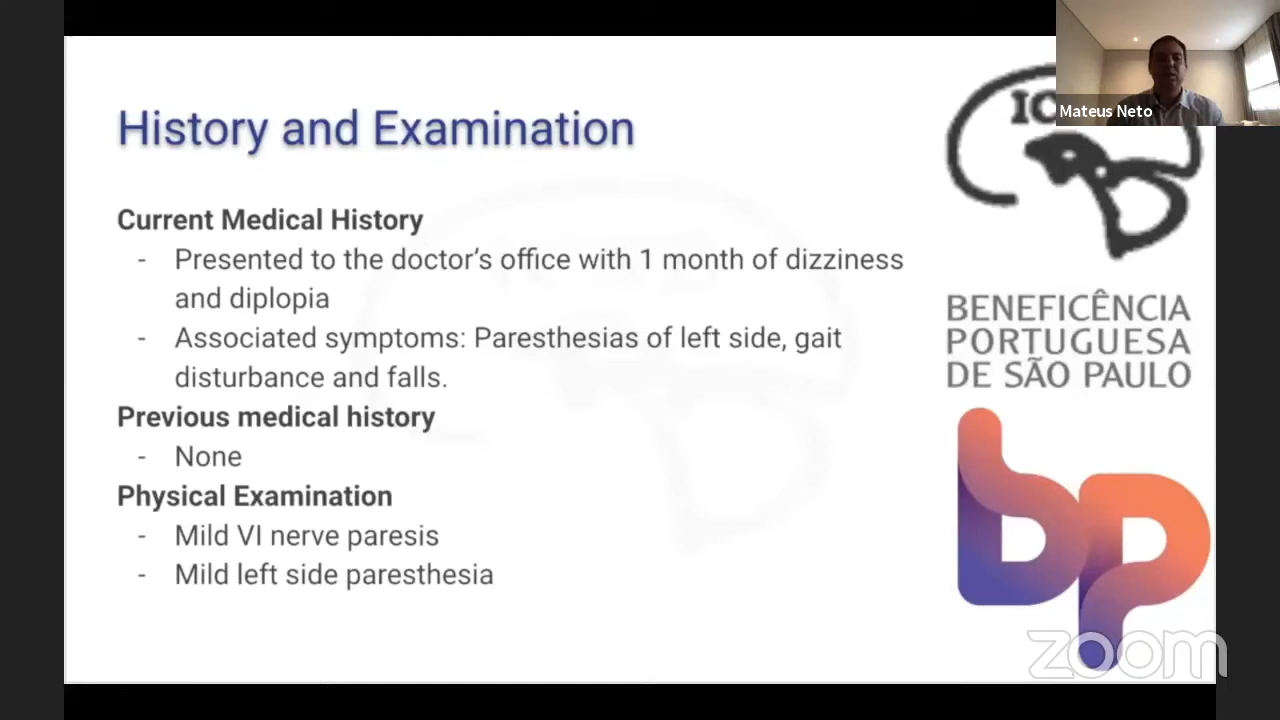 History and Examination
Mateus Neto
Current Medical History
- Presented to the doctor's office with 1 month of dizziness
and diplopia
- Associated symptoms: Paresthesias of left side, gait
disturbance and falls.
Previous medical history
- None
Physical Examination
- Mild VI nerve paresis
- Mild left side paresthesia
BENEFICÊNCIA
PORTUGUESA
DE SÃO PAULO
bp
zoom